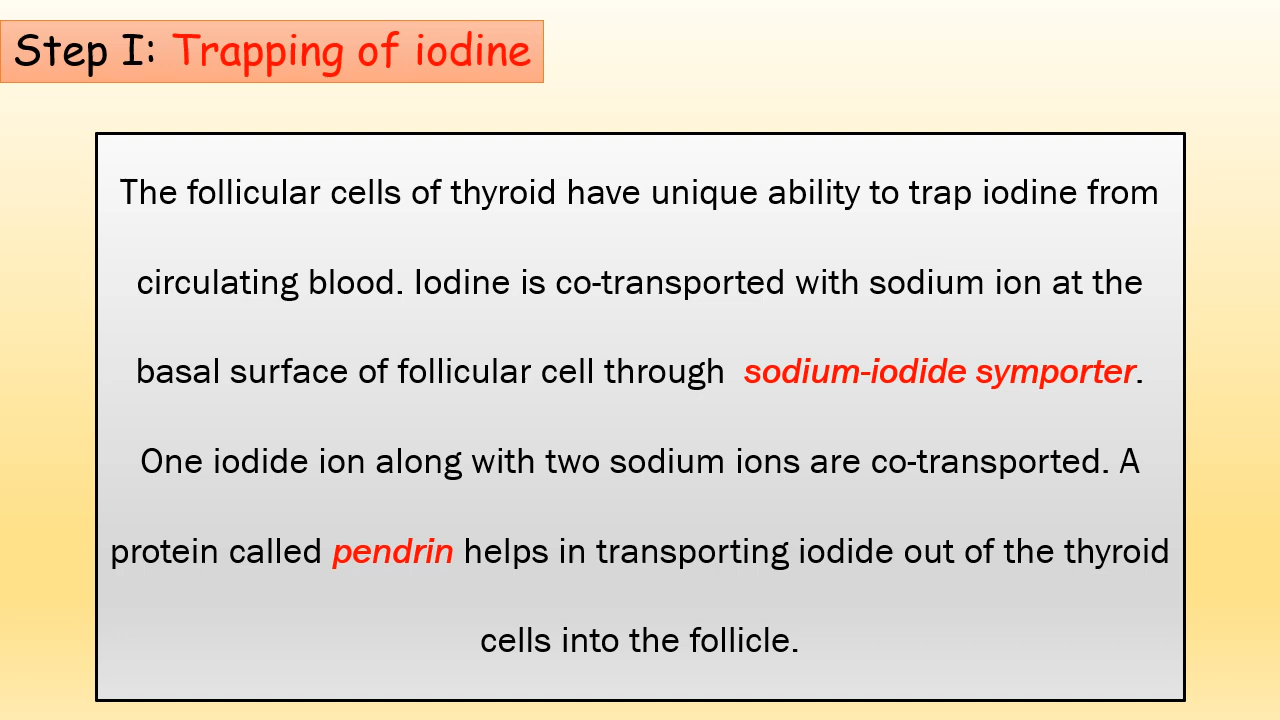 Step I: Trapping of iodine
The follicular cells of thyroid have unique ability to trap iodine from
circulating blood. Iodine is co-transported with sodium ion at the
basal surface of follicular cell through sodium-iodide symporter.
One iodide ion along with two sodium ions are co-transported. A
protein called pendrin helps in transporting iodide out of the thyroid
cells into the follicle.